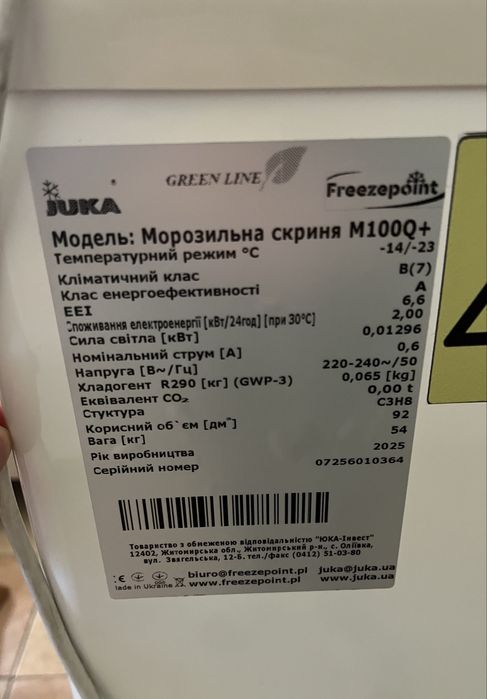 GREEN LINE
JUKA
Freezepoint
Модель: Морозильна скриня M100Q+
Температурний режим °C -14/-23
Кліматичний клас B(7)
Клас енергоефективності A
EEI 6,6
Споживання електроенергії [кВт/24год] [при 30°C] 2,00
Сила світла [кВт] 0,01296
Номінальний струм [А] 0,6
Напруга [В~/Гц] 220-240~/50
Хладогент R290 [кг] (GWP-3) 0,065 [kg]
Еквівалент CO₂ 0,00 t
Стуктура C3H8
Корисний об`єм [дм³] 92
Вага [кг] 54
Рік виробництва 2025
Серійний номер 07256010364
Товариство з обмеженою відповідальністю "ЮКА-Інвест"
12402, Житомирська обл., Житомирський р-н., с. Оліївка,
вул. Звягельська, 12-Б. тел./факс (0412) 51-03-80
CE biuro@freezepoint.pl juka@juka.ua
Made in Ukraine www.freezepoint.pl www.juka.ua